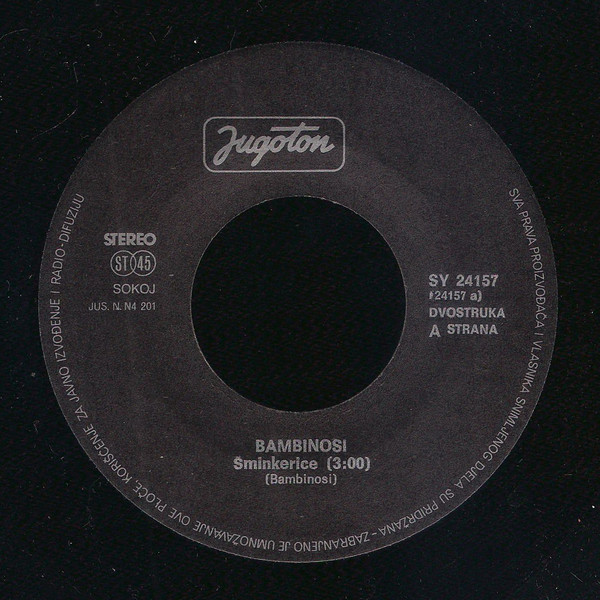 Jugoton
STEREO
ST 45
SOKOJ
JUS. N. N4 201
SY 24157
(24157 a)
DVOSTRUKA
A STRANA
BAMBINOSI
Šminkerice (3:00)
(Bambinosi)
SVA PRAVA PROIZVOĐAČA I VLASNIKA SNIMLJENOG DJELA SU PRIDRŽANA - ZABRANJENO JE UMNOŽAVANJE OVE PLOČE, KORIŠĆENJE ZA JAVNO IZVOĐENJE I RADIO-DIFUZIJU